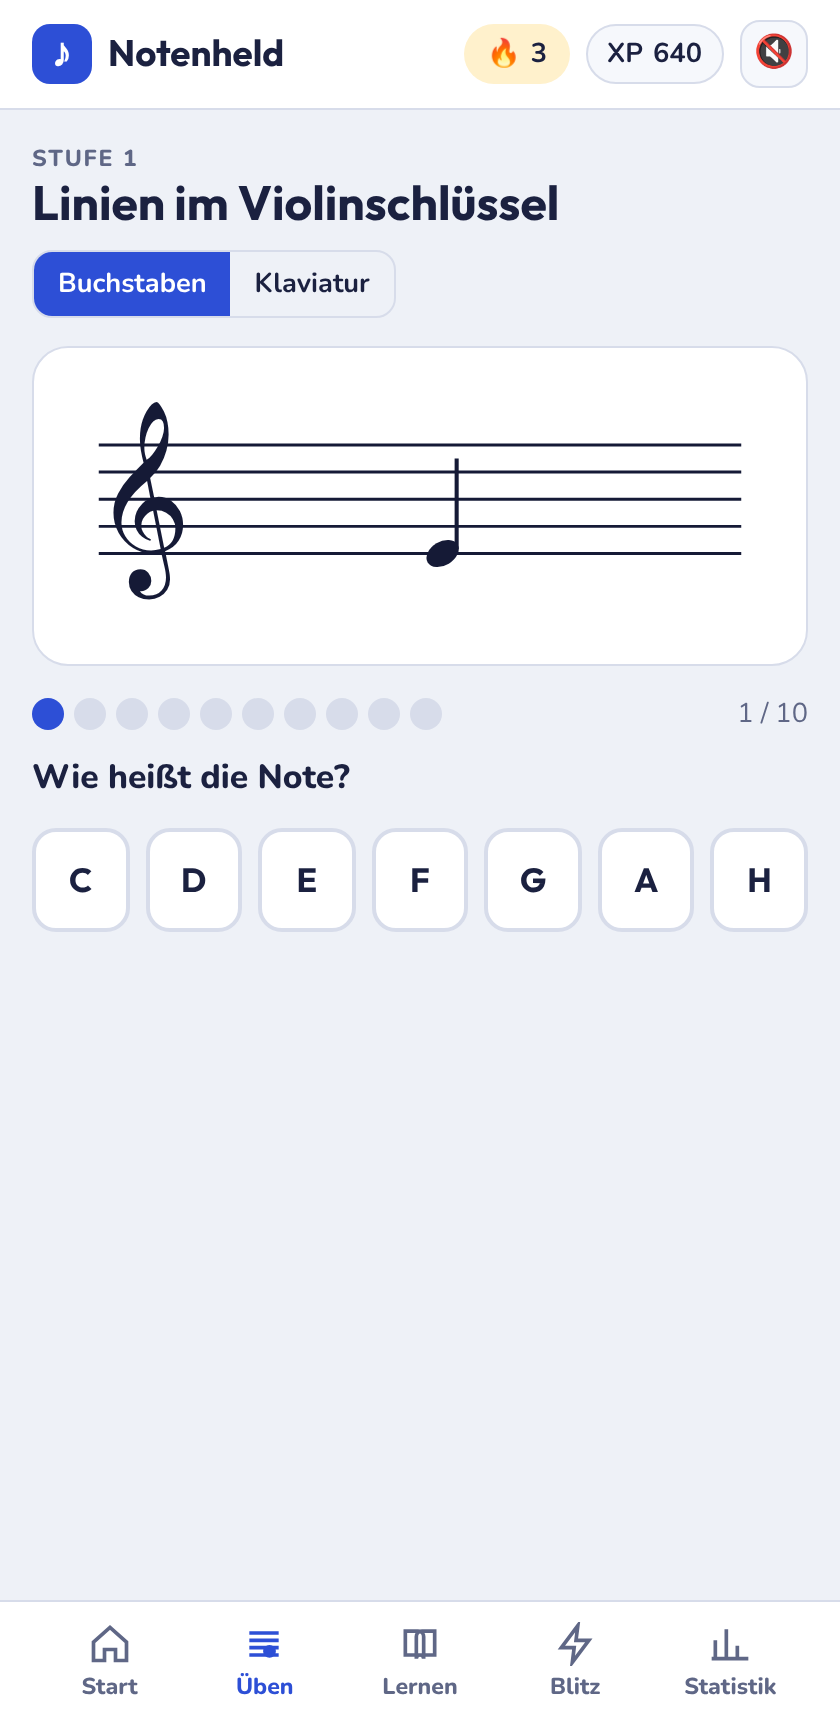 Notenheld
3
XP 640
STUFE 1
Linien im Violinschlüssel
Buchstaben Klaviatur
1 / 10
Wie heißt die Note?
C D E F G A H
Start Üben Lernen Blitz Statistik